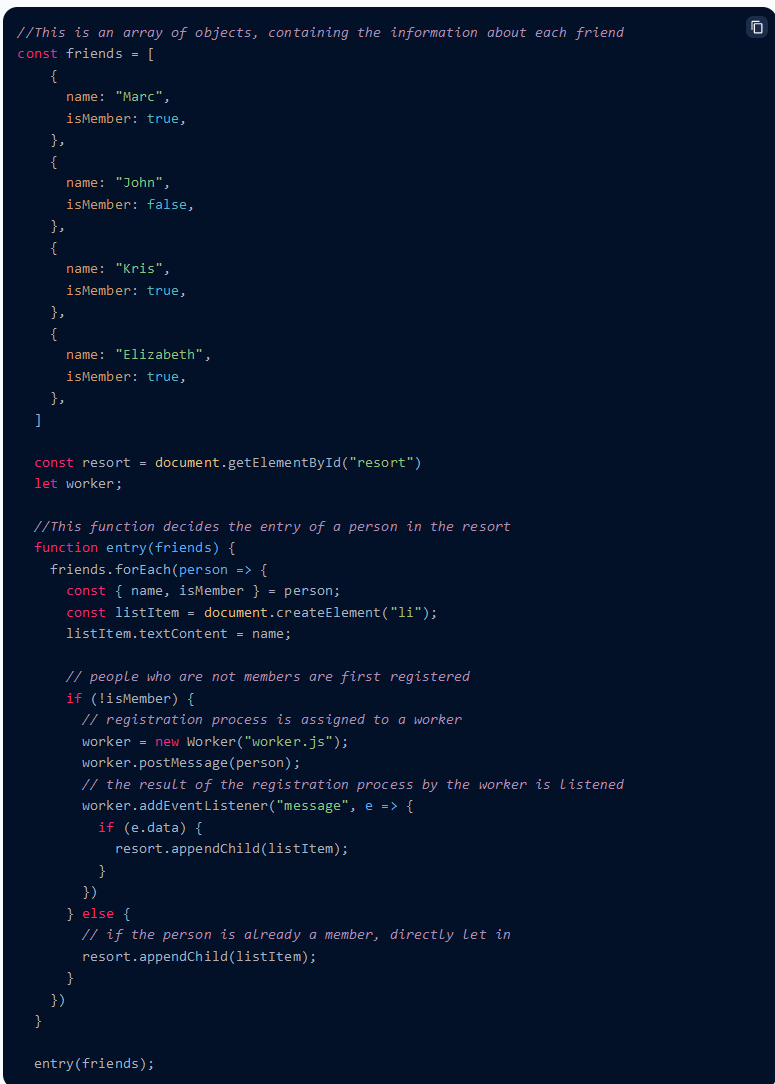 //This is an array of objects, containing the information about each friend
const friends = [
    {
      name: "Marc",
      isMember: true,
    },
    {
      name: "John",
      isMember: false,
    },
    {
      name: "Kris",
      isMember: true,
    },
    {
      name: "Elizabeth",
      isMember: true,
    },
  ]

  const resort = document.getElementById("resort")
  let worker;

  //This function decides the entry of a person in the resort
  function entry(friends) {
    friends.forEach(person => {
      const { name, isMember } = person;
      const listItem = document.createElement("li");
      listItem.textContent = name;

      // people who are not members are first registered
      if (!isMember) {
        // registration process is assigned to a worker
        worker = new Worker("worker.js");
        worker.postMessage(person);
        // the result of the registration process by the worker is listened
        worker.addEventListener("message", e => {
          if (e.data) {
            resort.appendChild(listItem);
          }
        })
      } else {
        // if the person is already a member, directly let in
        resort.appendChild(listItem);
      }
    })
  }

  entry(friends);